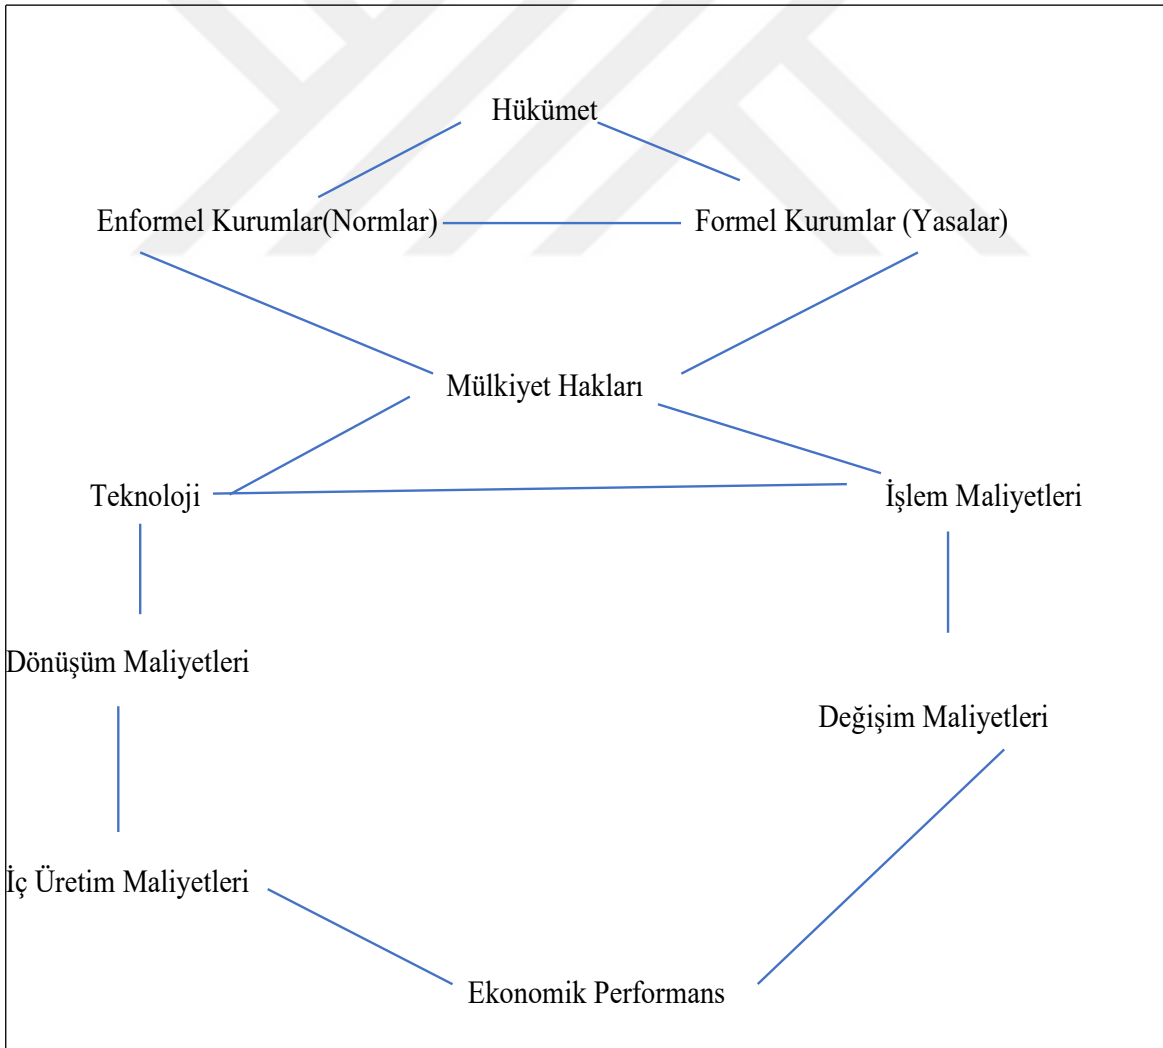 Hükümet
Enformel Kurumlar(Normlar)
Formel Kurumlar (Yasalar)
Mülkiyet Hakları
Teknoloji
İşlem Maliyetleri
Dönüşüm Maliyetleri
Değişim Maliyetleri
İç Üretim Maliyetleri
Ekonomik Performans